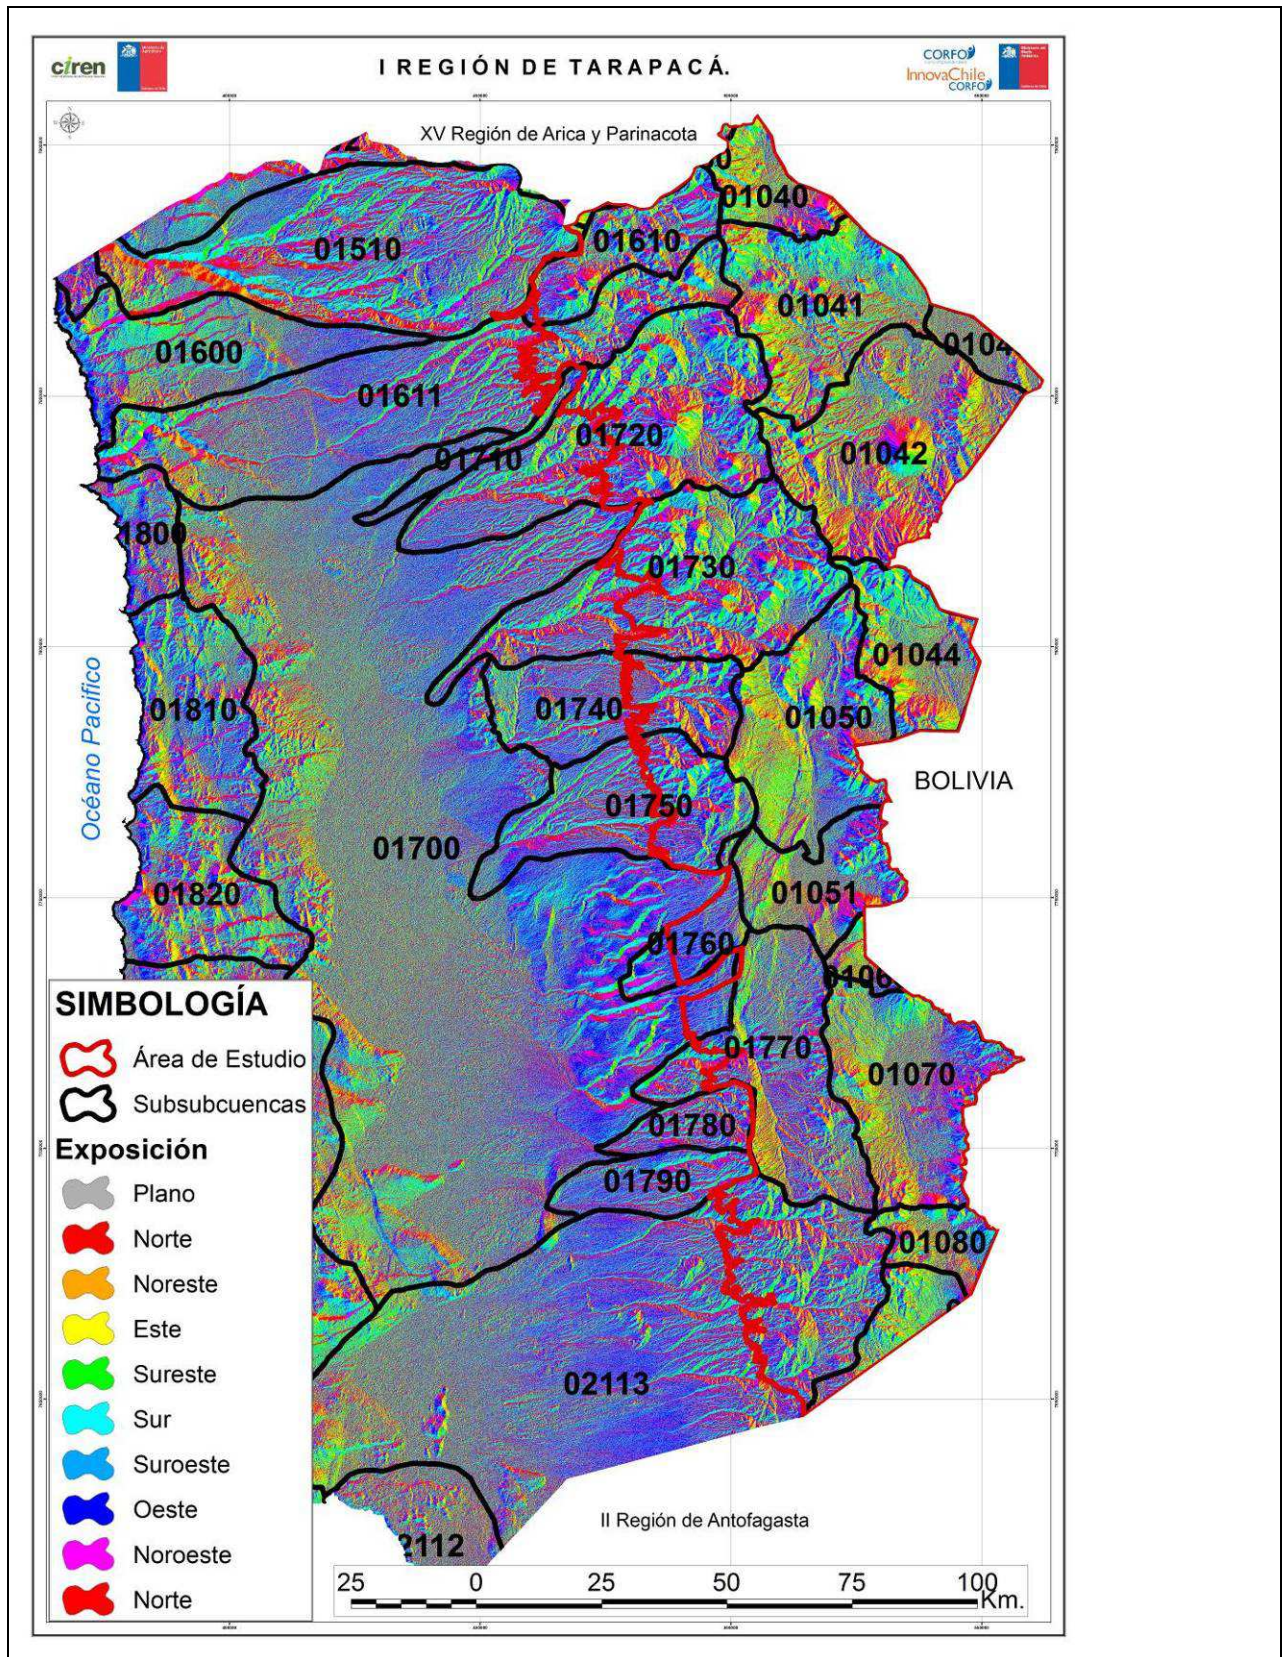 ciren
I REGIÓN DE TARAPACÁ.
CORFO
InnovaChile
CORFO
XV Región de Arica y Parinacota
01040
01510
01610
01041
01600
0104
01611
01720
01710
01042
1800
01730
01044
01810
01740
01050
Océano Pacífico
BOLIVIA
01750
01700
01820
01051
01760
0106
01770
01070
01780
01790
01080
02113
2112
II Región de Antofagasta
SIMBOLOGÍA
Área de Estudio
Subsubcuencas
Exposición
Plano
Norte
Noreste
Este
Sureste
Sur
Suroeste
Oeste
Noroeste
Norte
25 0 25 50 75 100
Km.